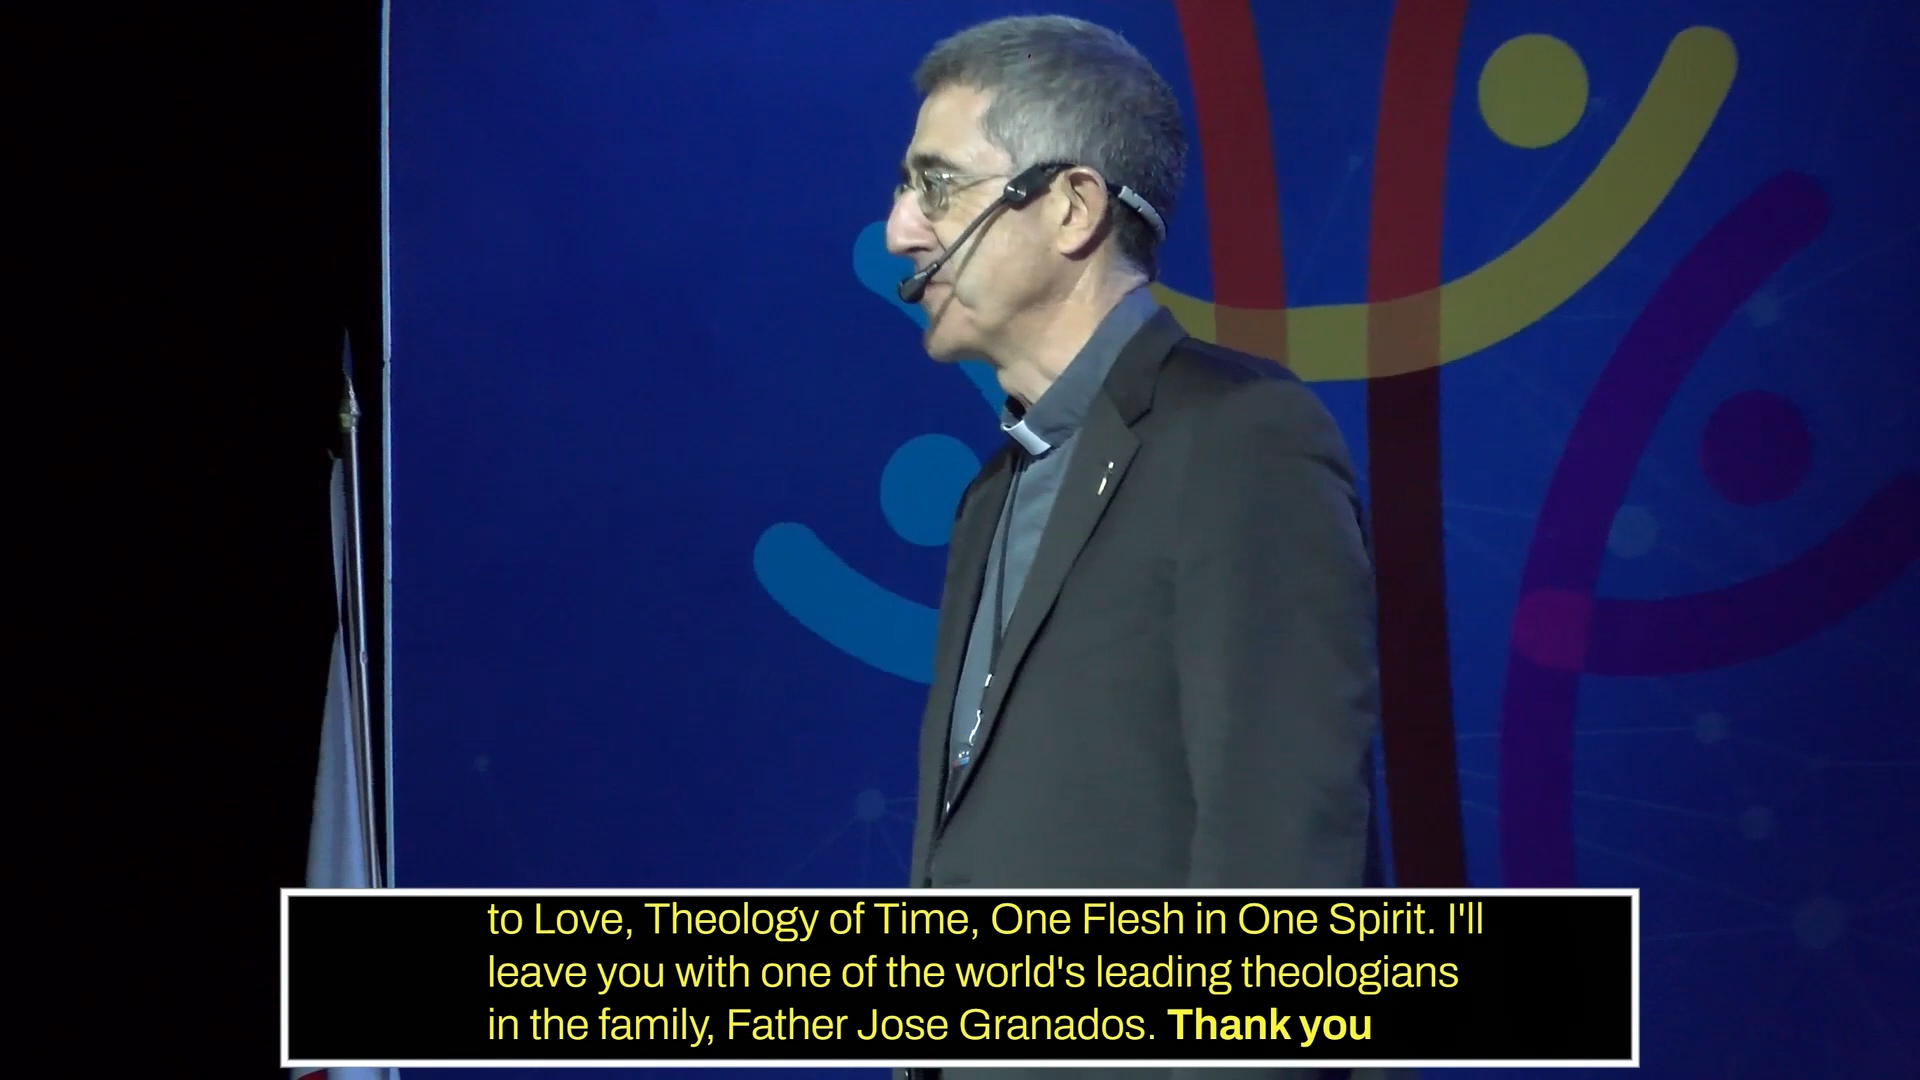 to Love, Theology of Time, One Flesh in One Spirit. I'll
leave you with one of the world's leading theologians
in the family, Father Jose Granados. Thank you